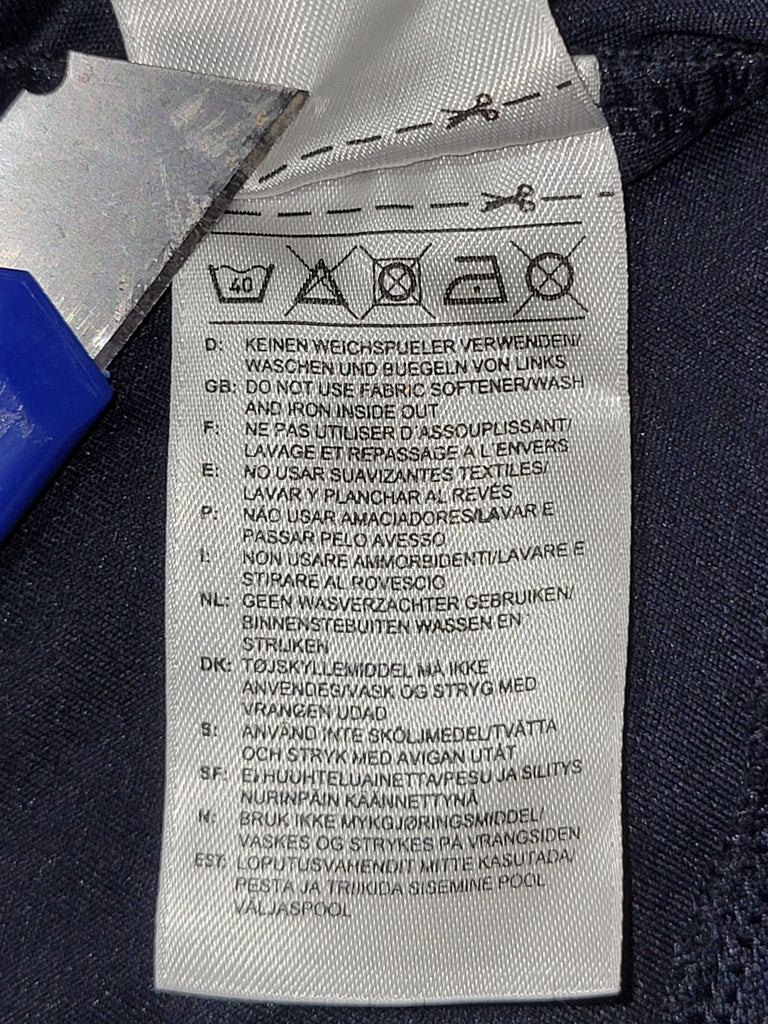 40
D: KEINEN WEICHSPUELER VERWENDEN/
WASCHEN UND BUEGELN VON LINKS
GB: DO NOT USE FABRIC SOFTENER/WASH
AND IRON INSIDE OUT
F: NE PAS UTILISER D'ASSOUPLISSANT/
LAVAGE ET REPASSAGE A L'ENVERS
E: NO USAR SUAVIZANTES TEXTILES/
LAVAR Y PLANCHAR AL REVÉS
P: NÃO USAR AMACIADORES/LAVAR E
PASSAR PELO AVESSO
I: NON USARE AMMORBIDENTI/LAVARE E
STIRARE AL ROVESCIO
NL: GEEN WASVERZACHTER GEBRUIKEN/
BINNENSTEBUITEN WASSEN EN
STRIJKEN
DK: TØJSKYLLEMIDDEL MÅ IKKE
ANVENDES/VASK OG STRYG MED
VRANGEN UDAD
S: ANVÄND INTE SKÖLJMEDEL/TVÄTTA
OCH STRYK MED AVIGAN UTÅT
SF: EI HUUHTELUAINETTA/PESU JA SILITYS
NURINPÄIN KÄÄNNETTYNÄ
N: BRUK IKKE MYKGJØRINGSMIDDEL/
VASKES OG STRYKES PÅ VRANGSIDEN
EST: LOPUTUSVAHENDIT MITTE KASUTADA/
PESTA JA TRIIKIDA SISEMINE POOL
VÄLJASPOOL